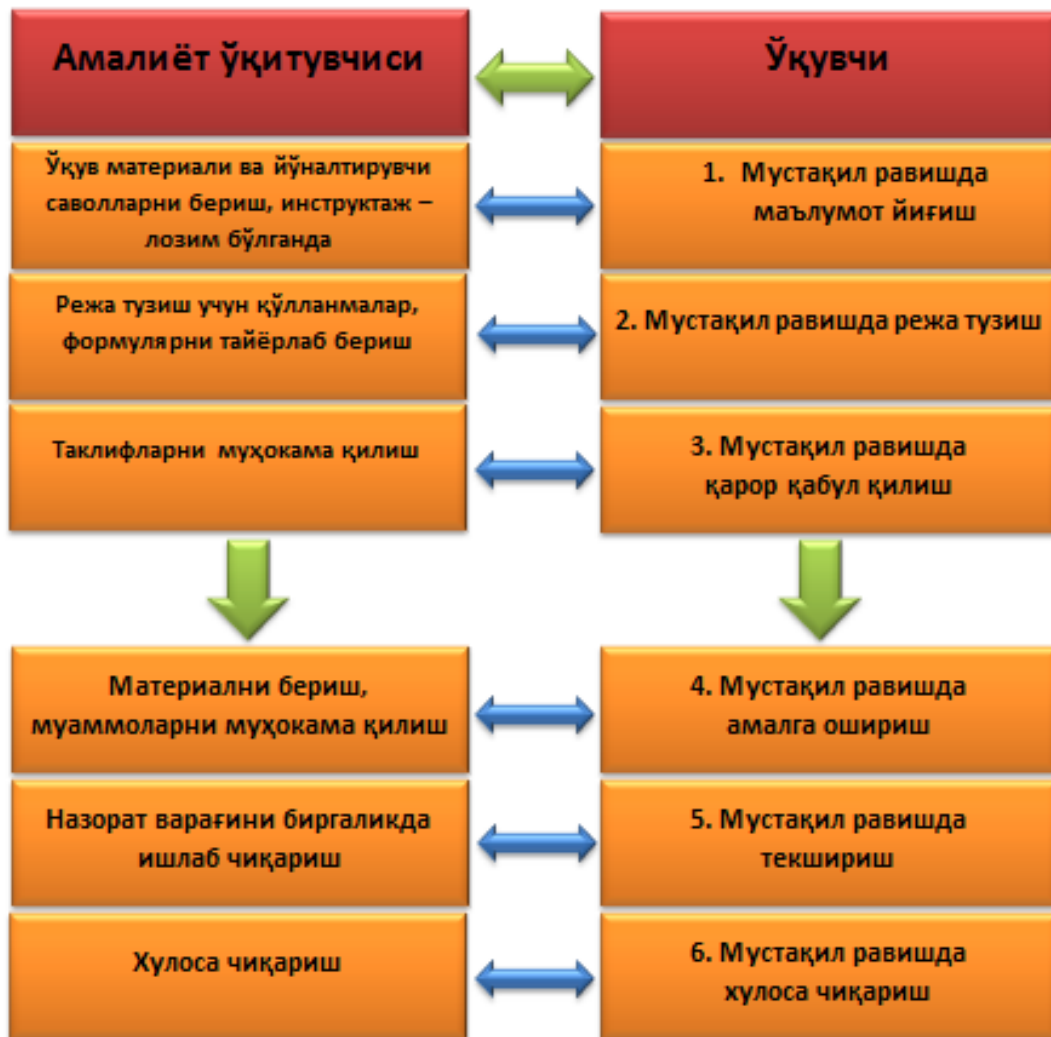 Амалиёт ўқитувчиси
Ўқувчи
Ўқув материали ва йўналтирувчи
саволларни бериш, инструктаж –
лозим бўлганда
1. Мустақил равишда
маълумот йиғиш
Режа тузиш учун қўлланмалар,
формулярни тайёрлаб бериш
2. Мустақил равишда режа тузиш
Таклифларни муҳокама қилиш
3. Мустақил равишда
қарор қабул қилиш
Материални бериш,
муаммоларни муҳокама қилиш
4. Мустақил равишда
амалга ошириш
Назорат варағини биргаликда
ишлаб чиқариш
5. Мустақил равишда
текшириш
Хулоса чиқариш
6. Мустақил равишда
хулоса чиқариш